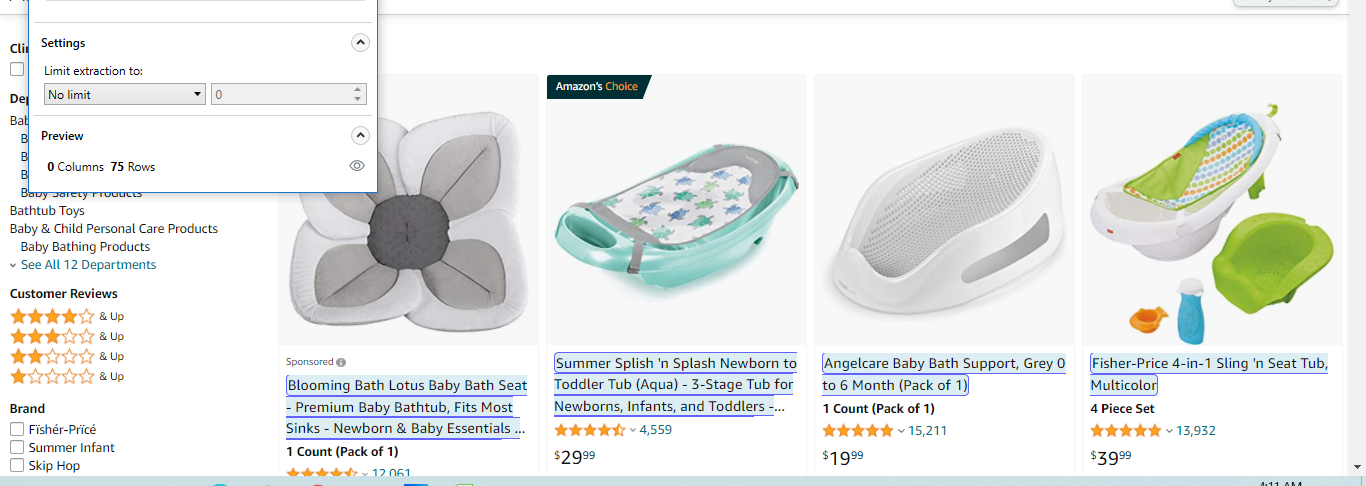 Settings
Limit extraction to:
No limit
0
Preview
0 Columns 75 Rows
Baby Safety Products
Bathtub Toys
Baby & Child Personal Care Products
Baby Bathing Products
See All 12 Departments
Customer Reviews
& Up
& Up
& Up
& Up
Brand
Físhér-Príçé
Summer Infant
Skip Hop
Sponsored
Blooming Bath Lotus Baby Bath Seat
- Premium Baby Bathtub, Fits Most
Sinks - Newborn & Baby Essentials ...
1 Count (Pack of 1)
12,061
Amazon's Choice
Summer Splish 'n Splash Newborn to
Toddler Tub (Aqua) - 3-Stage Tub for
Newborns, Infants, and Toddlers -...
4,559
$29.99
Angelcare Baby Bath Support, Grey 0
to 6 Month (Pack of 1)
1 Count (Pack of 1)
15,211
$19.99
Fisher-Price 4-in-1 Sling 'n Seat Tub,
Multicolor
4 Piece Set
13,932
$39.99
4:11 AM